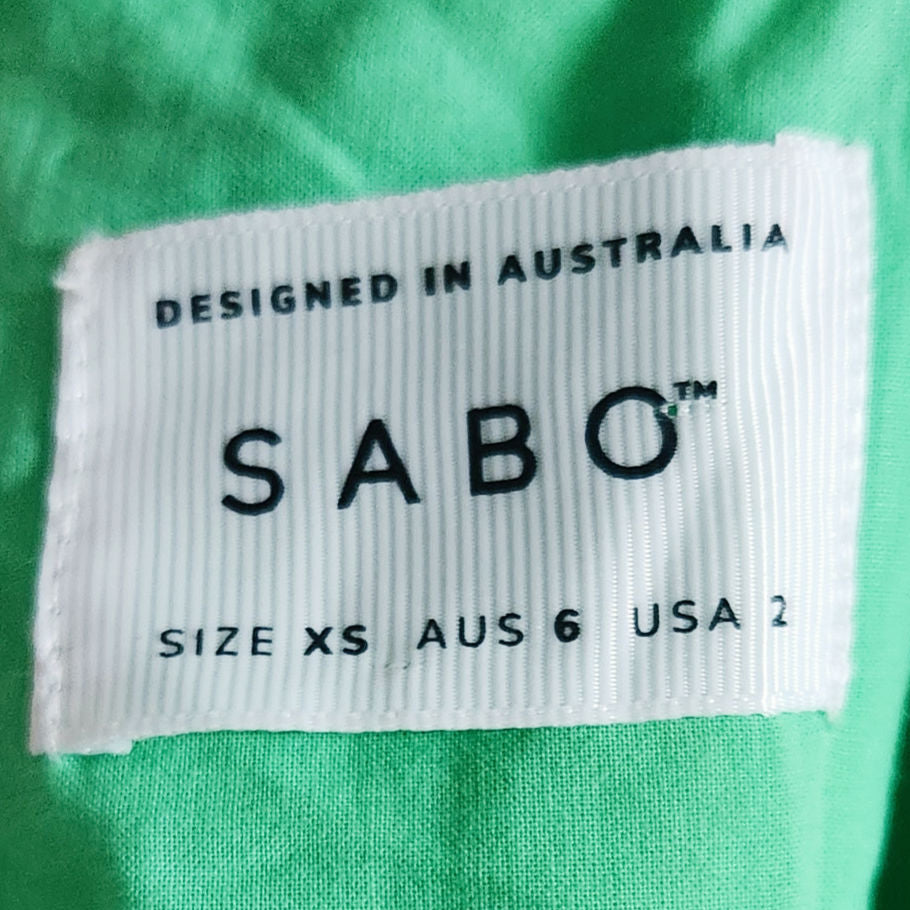 DESIGNED IN AUSTRALIA
SABO™
SIZE XS AUS 6 USA 2